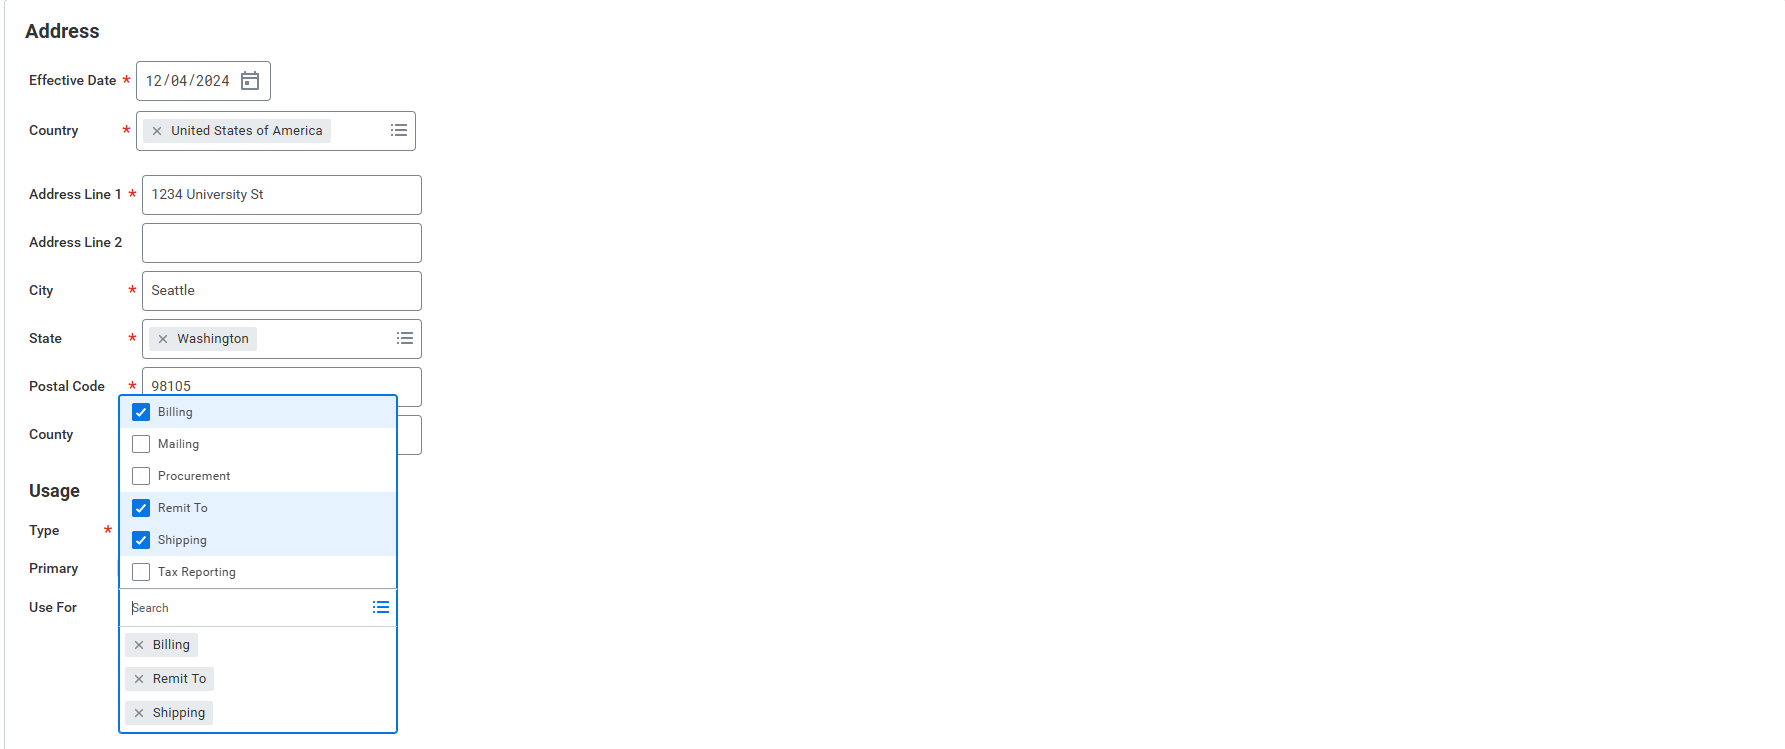 Address
Effective Date * 12/04/2024
Country * × United States of America
Address Line 1 * 1234 University St
Address Line 2
City * Seattle
State * × Washington
Postal Code * 98105
County
Billing
Mailing
Procurement
Remit To
Shipping
Tax Reporting
Usage
Type *
Primary
Use For Search
× Billing
× Remit To
× Shipping